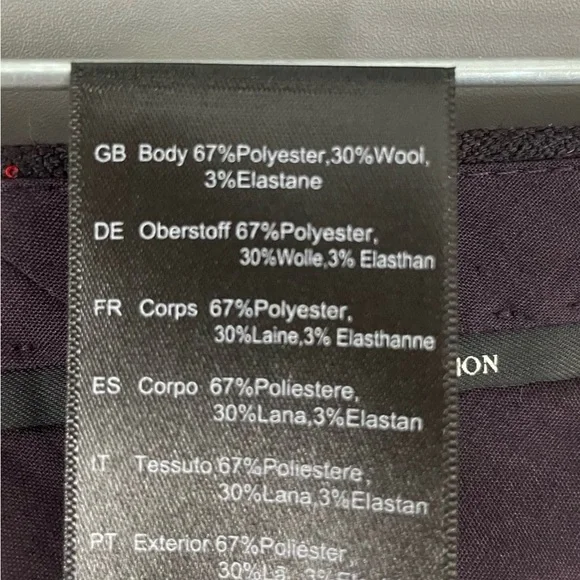 GB Body 67%Polyester,30%Wool,
3%Elastane
DE Oberstoff 67%Polyester,
30%Wolle,3% Elasthan
FR Corps 67%Polyester,
30%Laine,3% Elasthanne
ES Corpo 67%Poliestere,
30%Lana,3%Elastan
ION
IT Tessuto 67%Poliestere,
30%Lana,3%Elastan
PT Exterior 67%Poliéster,
30%Lã,